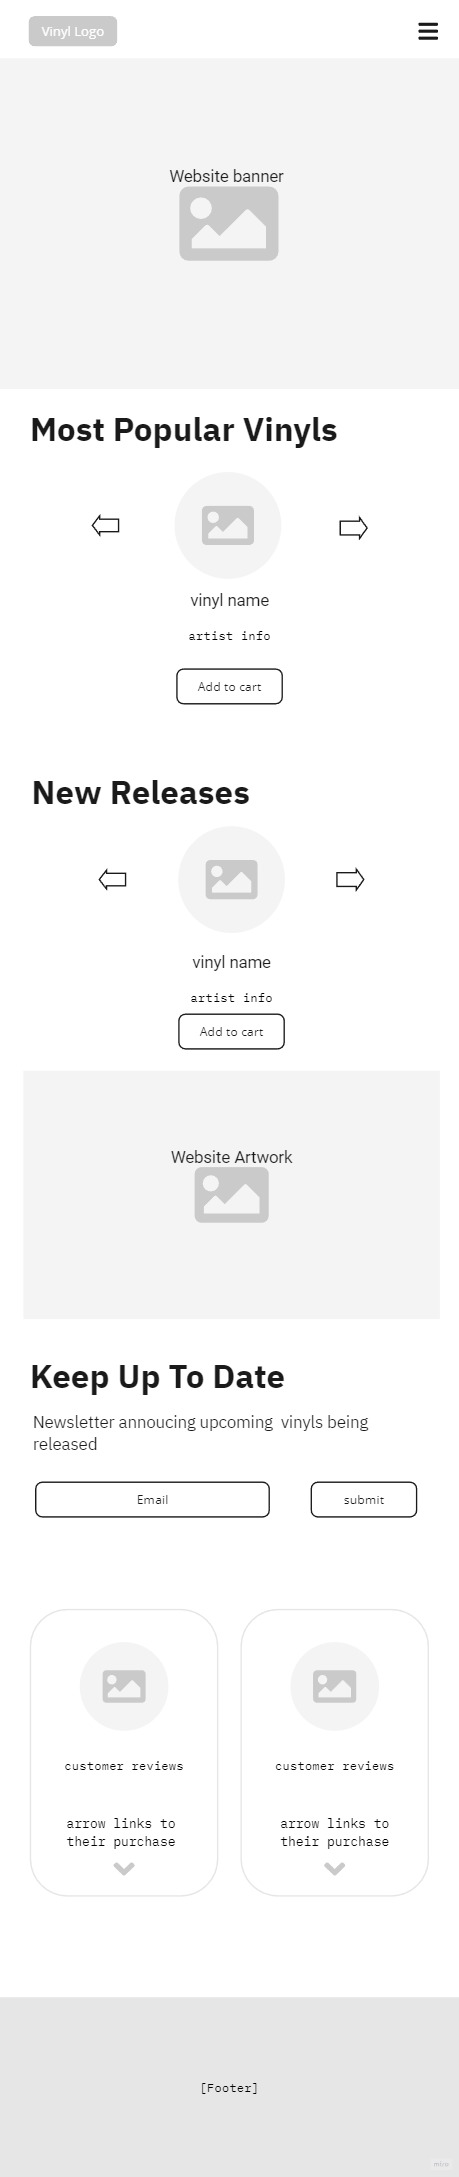 Vinyl Logo
Website banner
Most Popular Vinyls
vinyl name
artist info
Add to cart
New Releases
vinyl name
artist info
Add to cart
Website Artwork
Keep Up To Date
Newsletter annoucing upcoming vinyls being
released
Email
submit
customer reviews
arrow links to
their purchase
customer reviews
arrow links to
their purchase
[Footer]
miro